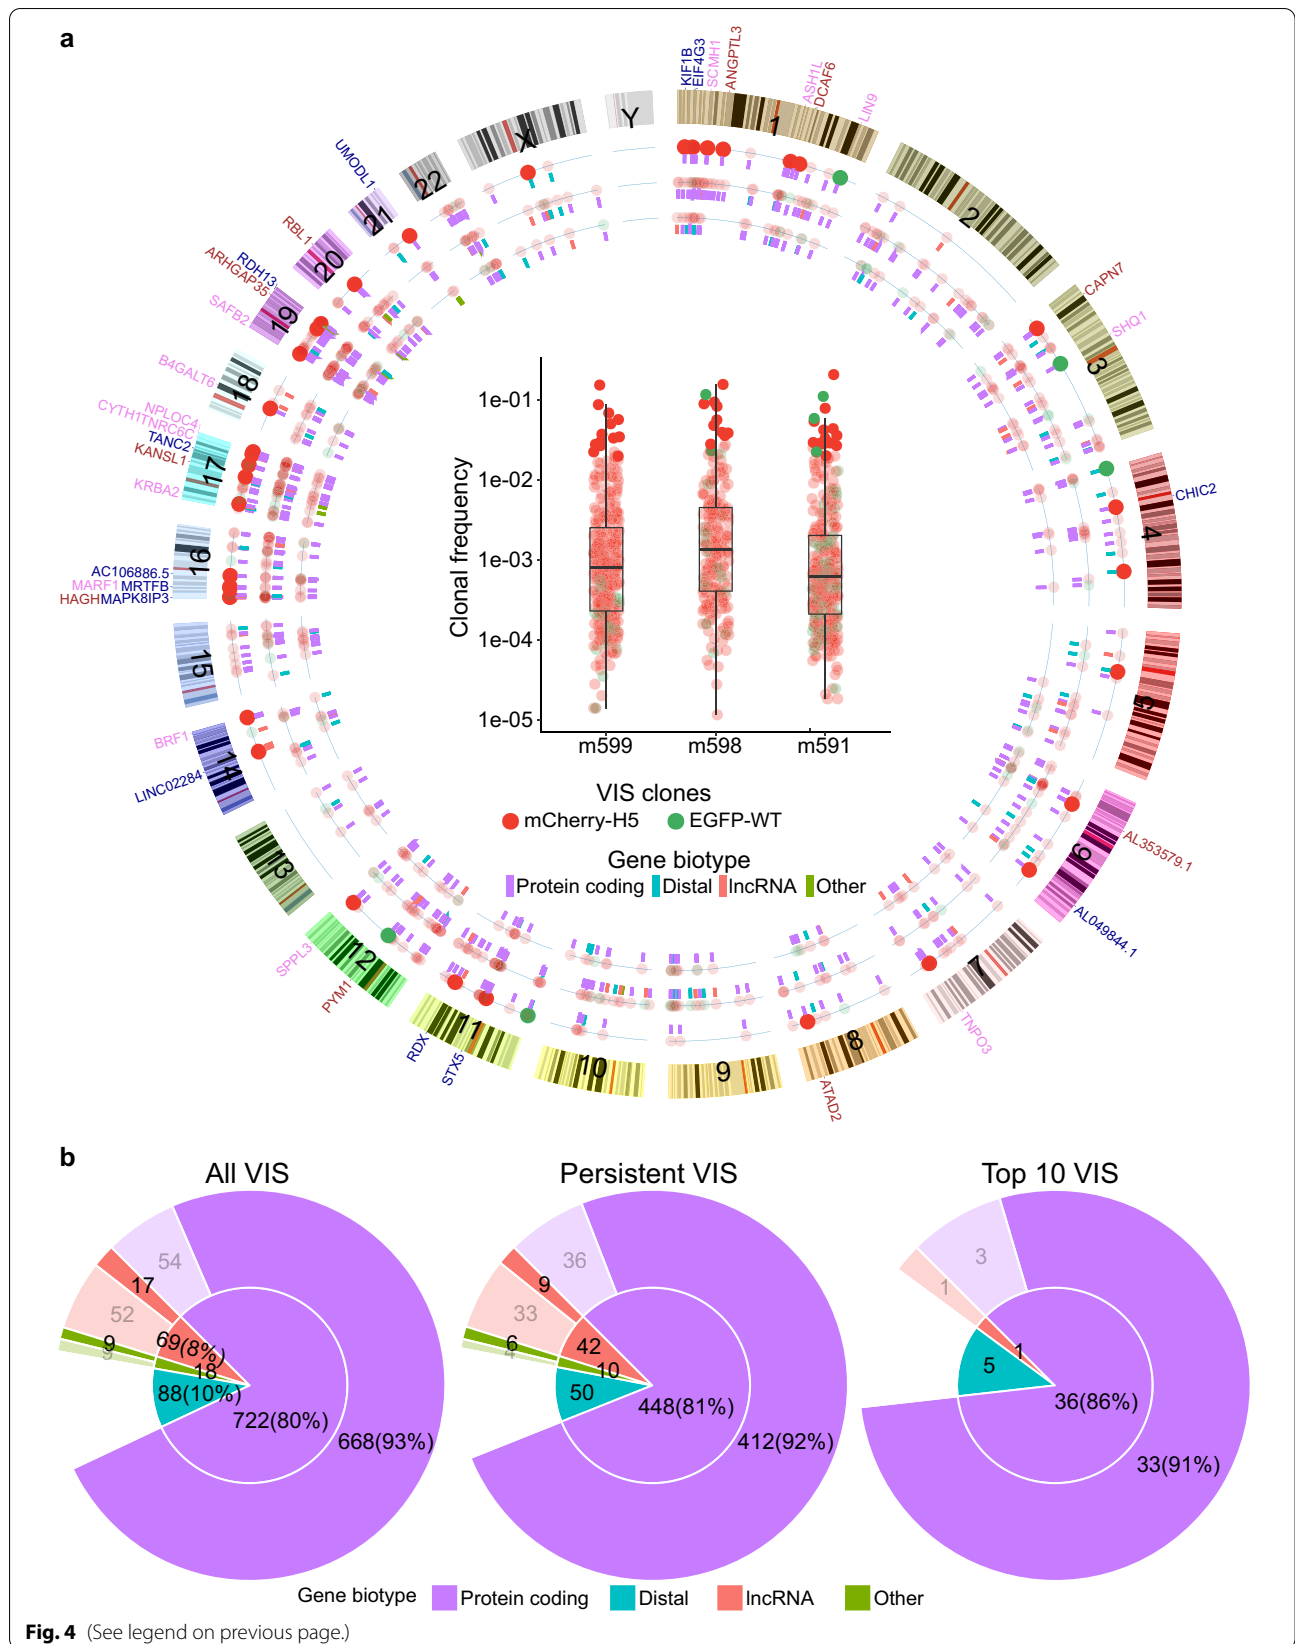 a
KIF1B
EIF4G3
SCMH1
ANGPTL3
ASH1L
DCAF6
LIN9
1
2
CAPN7
SHQ1
3
CHIC2
4
5
AL353579.1
6
AL049844.1
7
TNPO3
8
ATAD2
9
10
STX5
RDX
11
PYM1
SPPL3
12
13
LINC02284
BRF1
14
15
HAGH MAPK8IP3
MARF1 MRTFB
AC106886.5
16
KRBA2
KANSL1
TANC2
CYTH1 TNRC6C
NPLOC4
17
B4GALT6
18
SAFB2
ARHGAP35
RDH13
19
RBL1
20
UMODL1
21
22
X
Y
Clonal frequency
1e-01
1e-02
1e-03
1e-04
1e-05
m599 m598 m591
VIS clones
mCherry-H5 EGFP-WT
Gene biotype
Protein coding Distal lncRNA Other
b
All VIS
54
17
52
9
69(8%)
18
88(10%)
722(80%)
668(93%)
Persistent VIS
36
9
33
6
4
42
10
50
448(81%)
412(92%)
Top 10 VIS
3
1
1
5
36(86%)
33(91%)
Gene biotype Protein coding Distal lncRNA Other
Fig. 4 (See legend on previous page.)